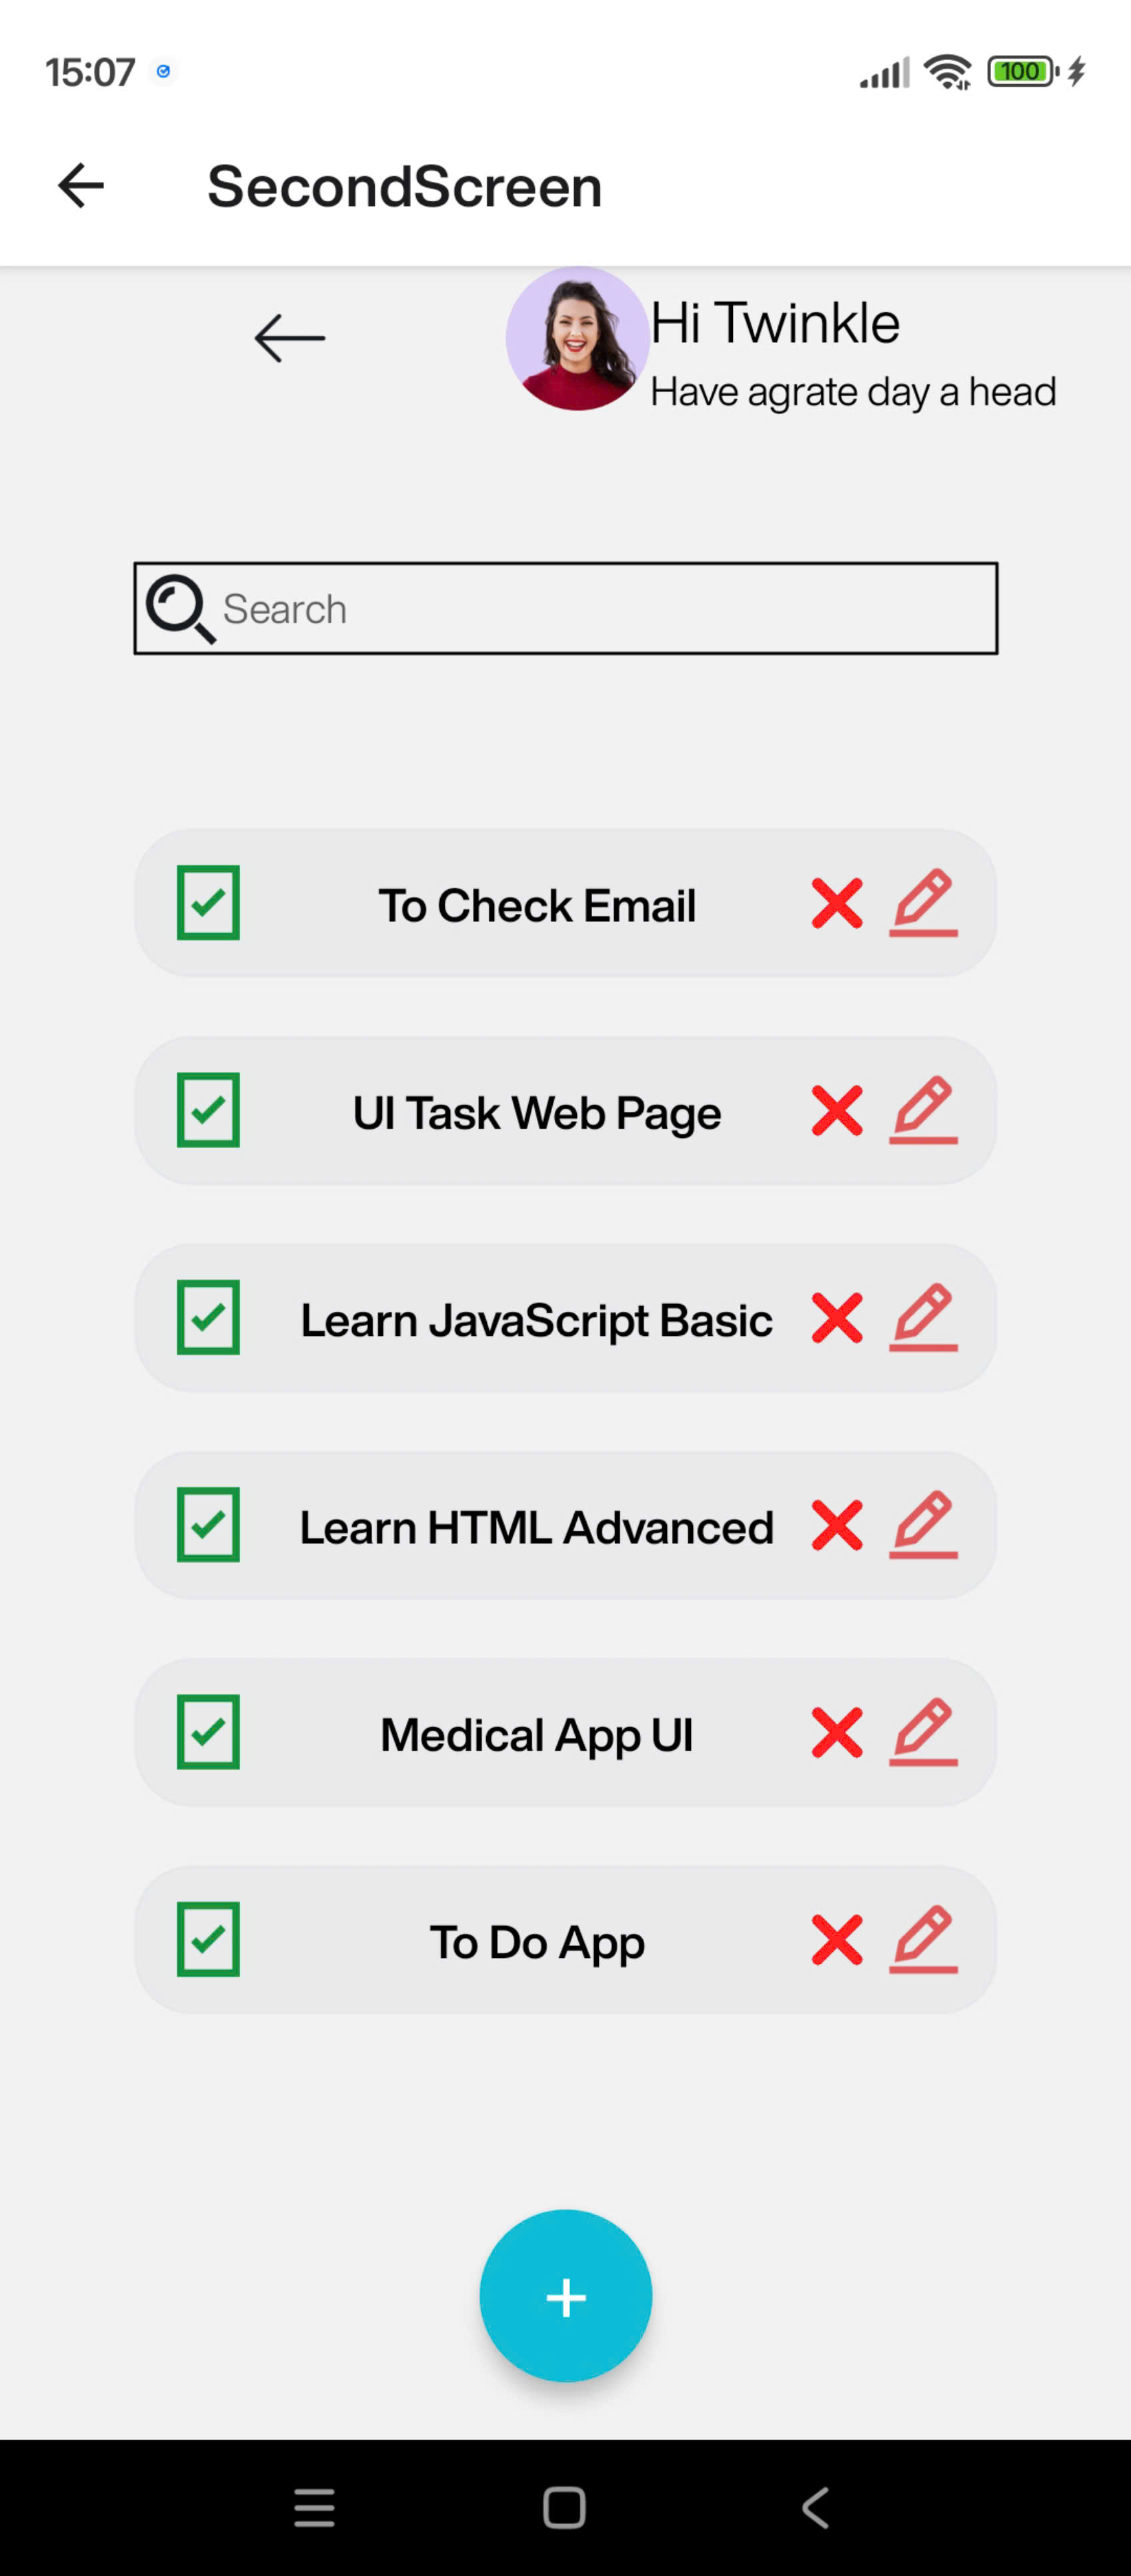 15:07
100
SecondScreen
Hi Twinkle
Have agrate day a head
Search
To Check Email
UI Task Web Page
Learn JavaScript Basic
Learn HTML Advanced
Medical App UI
To Do App
+